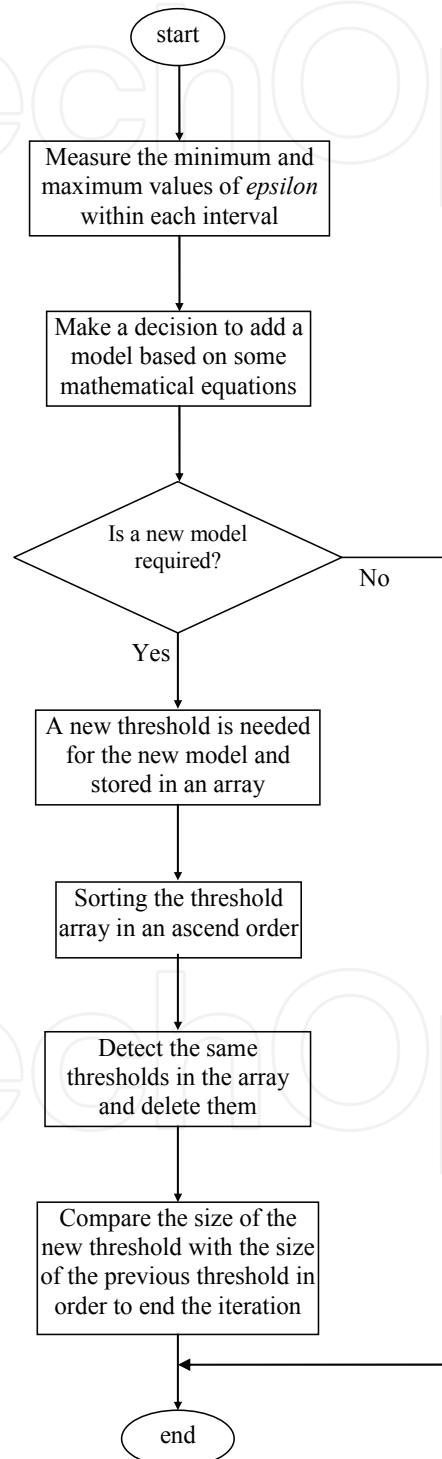 start
Measure the minimum and
maximum values of epsilon
within each interval
Make a decision to add a
model based on some
mathematical equations
Is a new model
required?
No
Yes
A new threshold is needed
for the new model and
stored in an array
Sorting the threshold
array in an ascend order
Detect the same
thresholds in the array
and delete them
Compare the size of the
new threshold with the size
of the previous threshold in
order to end the iteration
end